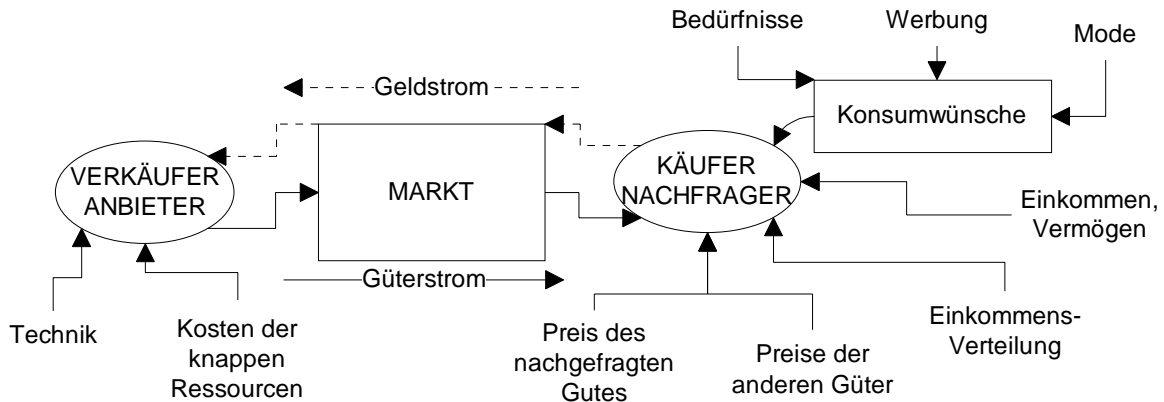 Bedürfnisse
Werbung
Mode
Geldstrom
Konsumwünsche
VERKÄUFER
ANBIETER
MARKT
KÄUFER
NACHFRAGER
Einkommen,
Vermögen
Güterstrom
Technik
Kosten der
knappen
Ressourcen
Preis des
nachgefragten
Gutes
Preise der
anderen Güter
Einkommens-
Verteilung